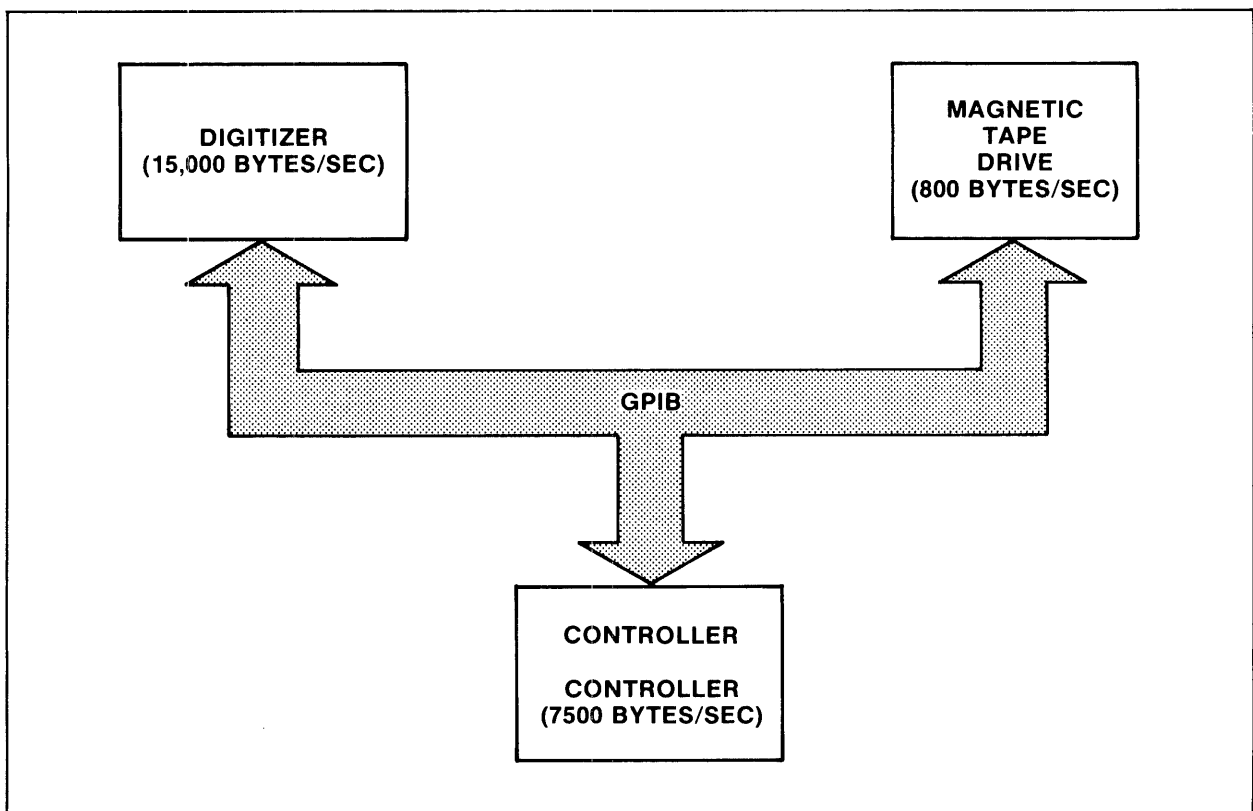 DIGITIZER
(15,000 BYTES/SEC)
MAGNETIC
TAPE
DRIVE
(800 BYTES/SEC)
GPIB
CONTROLLER
CONTROLLER
(7500 BYTES/SEC)